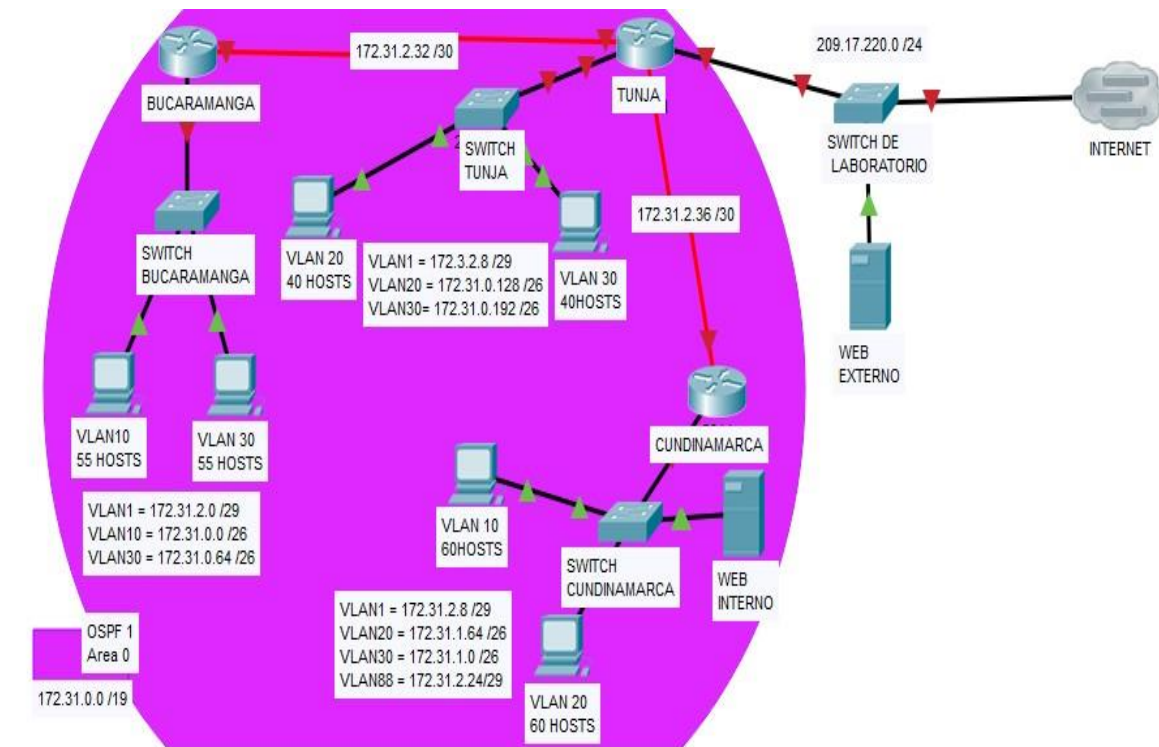 172.31.2.32 /30
209.17.220.0 /24
BUCARAMANGA
TUNJA
SWITCH
TUNJA
SWITCH DE
LABORATORIO
INTERNET
172.31.2.36 /30
SWITCH
BUCARAMANGA
VLAN 20
40 HOSTS
VLAN1 = 172.3.2.8 /29
VLAN20 = 172.31.0.128 /26
VLAN30= 172.31.0.192 /26
VLAN 30
40HOSTS
WEB
EXTERNO
VLAN10
55 HOSTS
VLAN 30
55 HOSTS
CUNDINAMARCA
VLAN1 = 172.31.2.0 /29
VLAN10 = 172.31.0.0 /26
VLAN30 = 172.31.0.64 /26
VLAN 10
60HOSTS
SWITCH
CUNDINAMARCA
WEB
INTERNO
VLAN1 = 172.31.2.8 /29
VLAN20 = 172.31.1.64 /26
VLAN30 = 172.31.1.0 /26
VLAN88 = 172.31.2.24/29
OSPF 1
Area 0
172.31.0.0 /19
VLAN 20
60 HOSTS